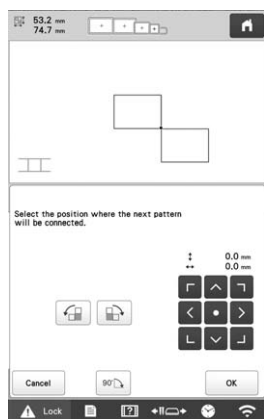 53.2 mm
74.7 mm
Select the position where the next pattern
will be connected.
0.0 mm
0.0 mm
Cancel
90°
OK
Lock